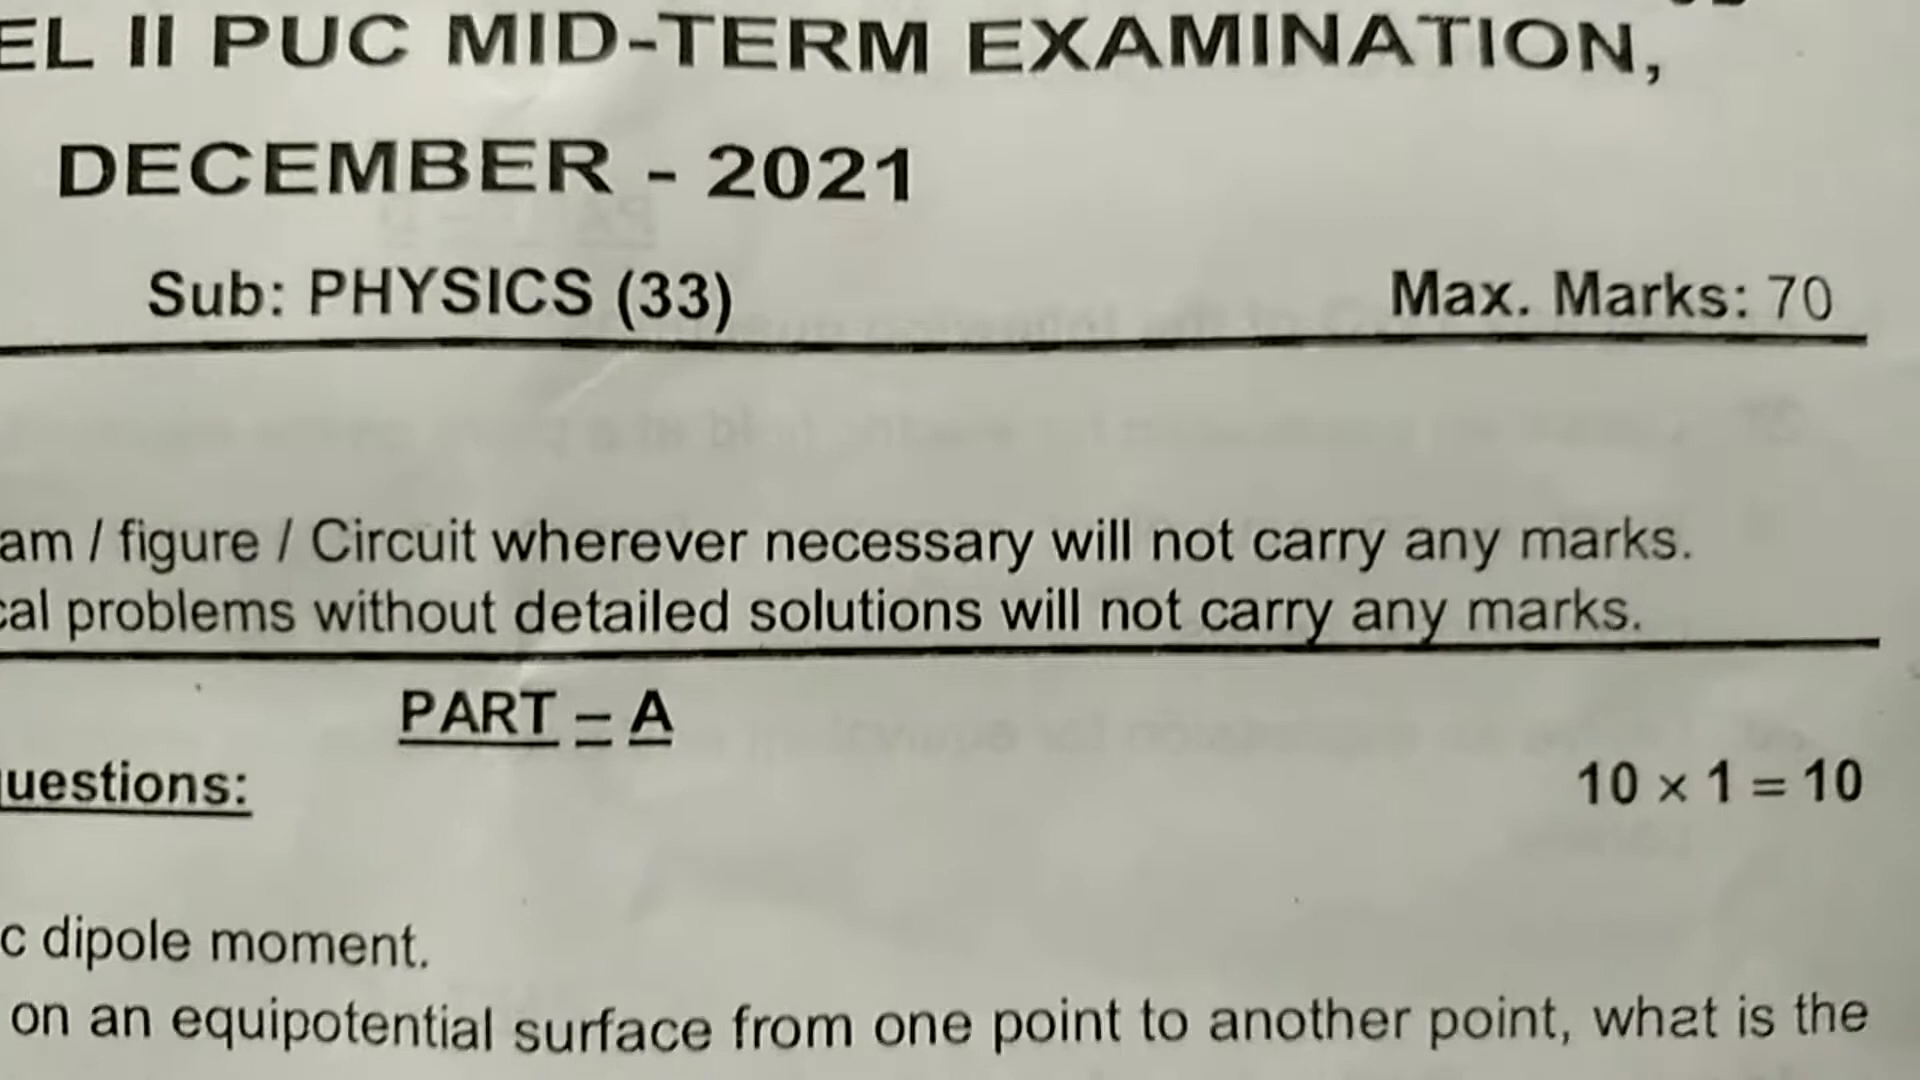 EL II PUC MID-TERM EXAMINATION,
DECEMBER - 2021
Sub: PHYSICS (33) Max. Marks: 70
am / figure / Circuit wherever necessary will not carry any marks.
cal problems without detailed solutions will not carry any marks.
PART – A
uestions: 10 × 1 = 10
c dipole moment.
on an equipotential surface from one point to another point, what is the